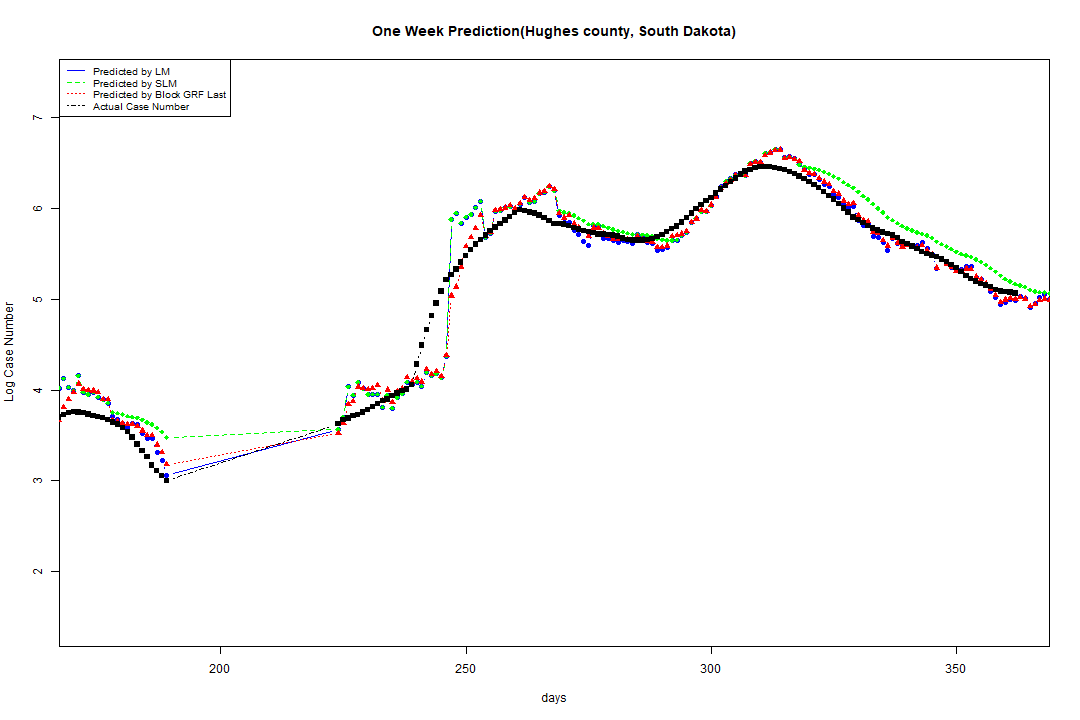 One Week Prediction(Hughes county, South Dakota)
Predicted by LM
Predicted by SLM
Predicted by Block GRF Last
Actual Case Number
Log Case Number
7
6
5
4
3
2
200 250 300 350
days